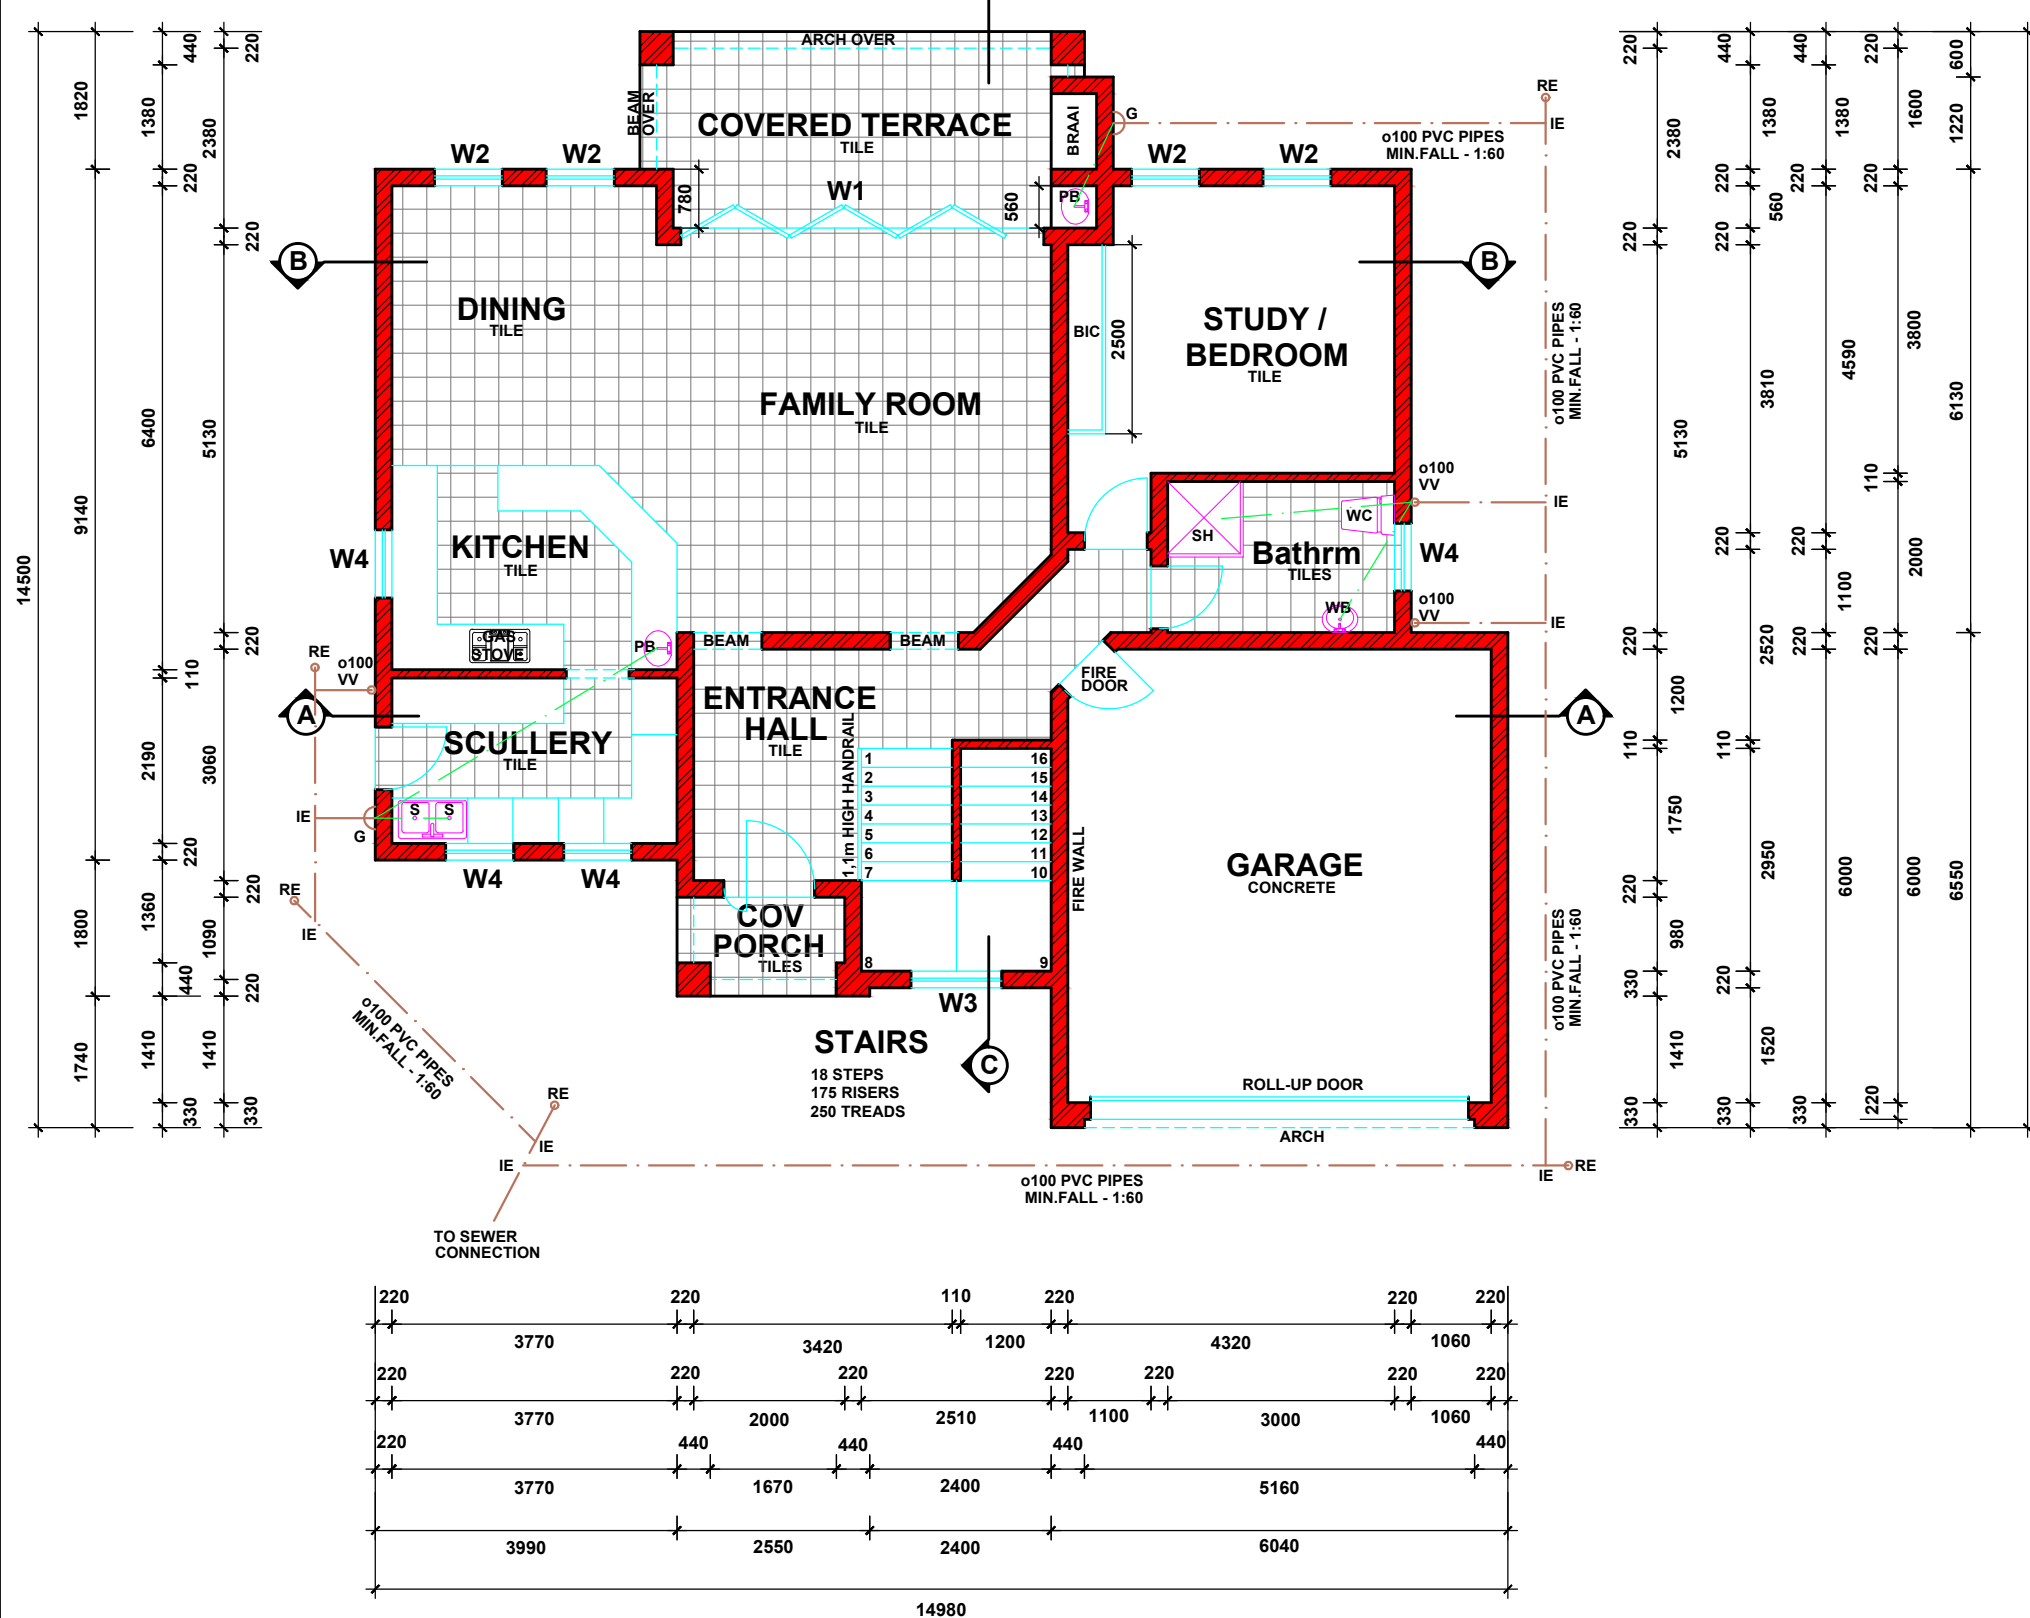 ARCH OVER
BEAM
OVER
COVERED TERRACE
TILE
BRAAI
G
RE
IE
o100 PVC PIPES
MIN.FALL - 1:60
W2
W2
W1
W2
W2
780
560
PB
B
B
DINING
TILE
BIC
2500
STUDY /
BEDROOM
TILE
FAMILY ROOM
TILE
o100 PVC PIPES
MIN.FALL - 1:60
W4
KITCHEN
TILE
GAS
STOVE
PB
SH
WC
Bathrm
TILES
WB
W4
o100
VV
IE
o100
VV
IE
BEAM
BEAM
RE
o100
VV
A
A
ENTRANCE
HALL
TILE
FIRE
DOOR
SCULLERY
TILE
1,1m HIGH HANDRAIL
1
2
3
4
5
6
7
8
9
10
11
12
13
14
15
16
IE
G
S
S
W4
W4
FIRE WALL
GARAGE
CONCRETE
RE
IE
COV
PORCH
TILES
W3
STAIRS
18 STEPS
175 RISERS
250 TREADS
C
o100 PVC PIPES
MIN.FALL - 1:60
o100 PVC PIPES
MIN.FALL - 1:60
ROLL-UP DOOR
ARCH
RE
IE
IE
o100 PVC PIPES
MIN.FALL - 1:60
IE
RE
TO SEWER
CONNECTION
14500
1820
9140
1800
1740
440
1380
220
6400
110
2190
220
1360
440
1410
330
220
2380
220
5130
220
3060
220
1090
220
1410
330
220
2380
220
5130
220
1200
110
1750
220
980
330
1410
330
440
1380
220
560
220
3810
220
2520
110
2950
220
1520
330
440
1380
220
4590
220
1100
220
6000
330
220
1600
220
3800
110
2000
220
6000
220
600
1220
6130
6550
220
220
110
220
220
220
3770
3420
1200
4320
1060
220
220
220
220
220
220
220
3770
2000
2510
1100
3000
1060
220
440
440
440
440
3770
1670
2400
5160
3990
2550
2400
6040
14980